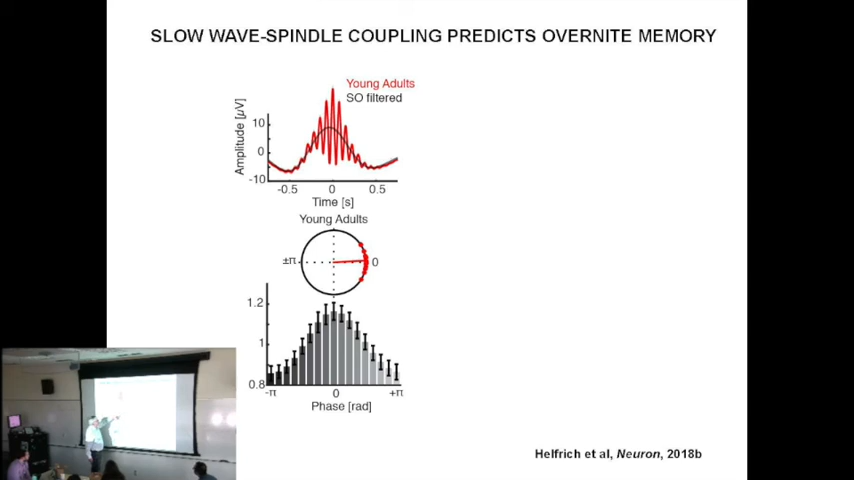 SLOW WAVE-SPINDLE COUPLING PREDICTS OVERNITE MEMORY
Young Adults
SO filtered
Amplitude [µV]
10
0
-10
-0.5 0 0.5
Time [s]
Young Adults
±π 0
1.2
1
0.8
-π 0 +π
Phase [rad]
Helfrich et al, Neuron, 2018b